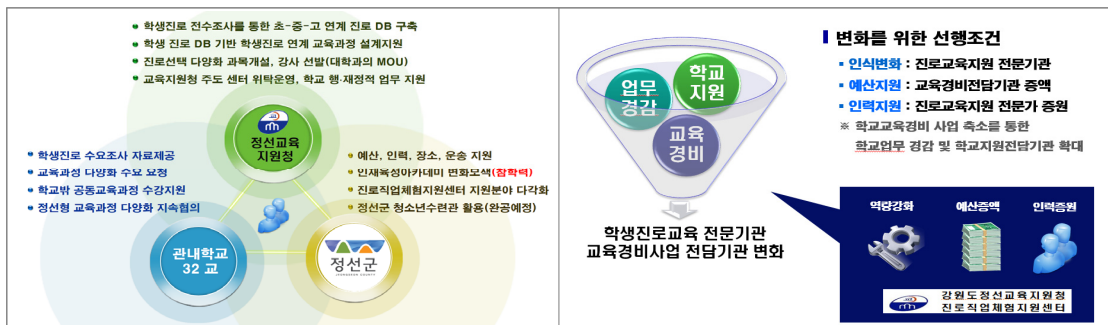 학생진로 전수조사를 통한 초-중-고 연계 진로 DB 구축
학생 진로 DB 기반 학생진로 연계 교육과정 설계지원
진로선택 다양화 과목개설, 강사 선발(대학과의 MOU)
교육지원청 주도 센터 위탁운영, 학교 행·재정적 업무 지원
정선교육
지원청
학생진로 수요조사 자료제공
교육과정 다양화 수요 요청
학교밖 공동교육과정 수강지원
정선형 교육과정 다양화 지속협의
예산, 인력, 장소, 운송 지원
인재육성아카데미 변화모색(참학력)
진로직업체험지원센터 지원분야 다각화
정선군 청소년수련관 활용(완공예정)
관내학교
32 교
정선군
JEONGSEON COUNTY
업무
경감
학교
지원
교육
경비
학생진로교육 전문기관
교육경비사업 전담기관 변화
변화를 위한 선행조건
인식변화 : 진로교육지원 전문기관
예산지원 : 교육경비전담기관 증액
인력지원 : 진로교육지원 전문가 증원
※ 학교교육경비 사업 축소를 통한
학교업무 경감 및 학교지원전담기관 확대
역량강화
예산증액
인력증원
강원도정선교육지원청
진로직업체험지원센터